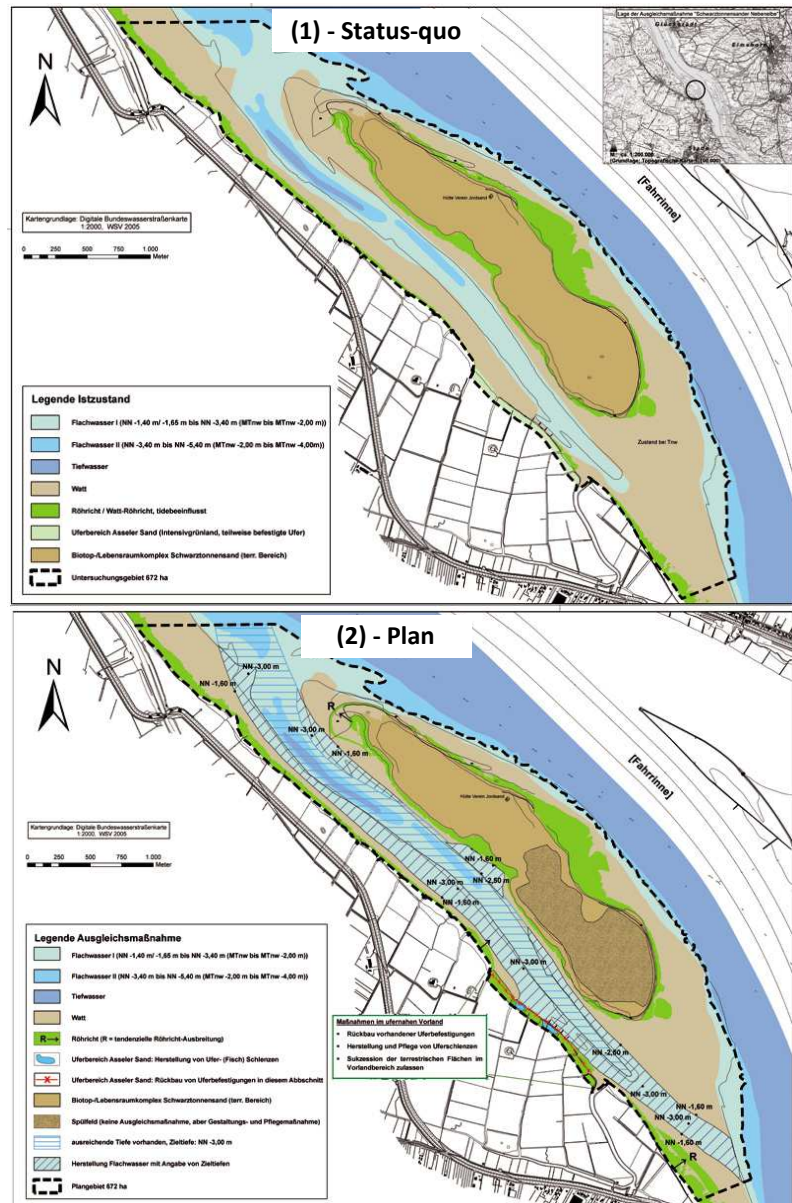 (1) - Status-quo
Lage der Ausgleichsmaßnahme "Schwarztonnensander Nebenelbe"
Glückstadt
Elmshorn
Stade
M.: ca. 1:200.000
(Grundlage: Topografische Karte
N
[Fahrrinne]
Hütte Verein Jordsand
Kartengrundlage: Digitale Bundeswasserstraßenkarte
1:2000, WSV 2005
0 250 500 1.000
Meter
Zustand bei Tnw
Legende Istzustand
Flachwasser I (NN -1,40 m/ -1,65 m bis NN -3,40 m (MTnw bis MTnw -2,00 m))
Flachwasser II (NN -3,40 m bis NN -5,40 m (MTnw -2,00 m bis MTnw -4,00m))
Tiefwasser
Watt
Röhricht / Watt-Röhricht, tidebeeinflusst
Uferbereich Asseler Sand (Intensivgrünland, teilweise befestigte Ufer)
Biotop-/Lebensraumkomplex Schwarztonnensand (terr. Bereich)
Untersuchungsgebiet 672 ha
(2) - Plan
N
NN -3,00 m
NN -1,60 m
R
NN -3,00 m
NN -1,60 m
[Fahrrinne]
Hütte Verein Jordsand
Kartengrundlage: Digitale Bundeswasserstraßenkarte
1:2000, WSV 2005
0 250 500 1.000
Meter
NN -1,60 m
NN -2,50 m
NN -3,00 m
NN -1,60 m
NN -3,00 m
Legende Ausgleichsmaßnahme
Flachwasser I (NN -1,40 m/ -1,65 m bis NN -3,40 m (MTnw bis MTnw -2,00 m))
Flachwasser II (NN -3,40 m bis NN -5,40 m (MTnw -2,00 m bis MTnw -4,00 m))
Tiefwasser
Watt
R
Röhricht (R = tendenzielle Röhricht-Ausbreitung)
Uferbereich Asseler Sand: Herstellung von Ufer- (Fisch) Schlenzen
Uferbereich Asseler Sand: Rückbau von Uferbefestigungen in diesem Abschnitt
Biotop-/Lebensraumkomplex Schwarztonnensand (terr. Bereich)
Spülfeld (keine Ausgleichsmaßnahme, aber Gestaltungs- und Pflegemaßnahme)
ausreichende Tiefe vorhanden, Zieltiefe: NN -3,00 m
Herstellung Flachwasser mit Angabe von Zieltiefen
Plangebiet 672 ha
Maßnahmen im ufernahen Vorland
• Rückbau vorhandener Uferbefestigungen
• Herstellung und Pflege von Uferschlenzen
• Sukzession der terrestrischen Flächen im
Vorlandbereich zulassen
NN -2,50 m
NN -3,00 m
NN -1,60 m
NN -3,00 m
NN -1,60 m
R